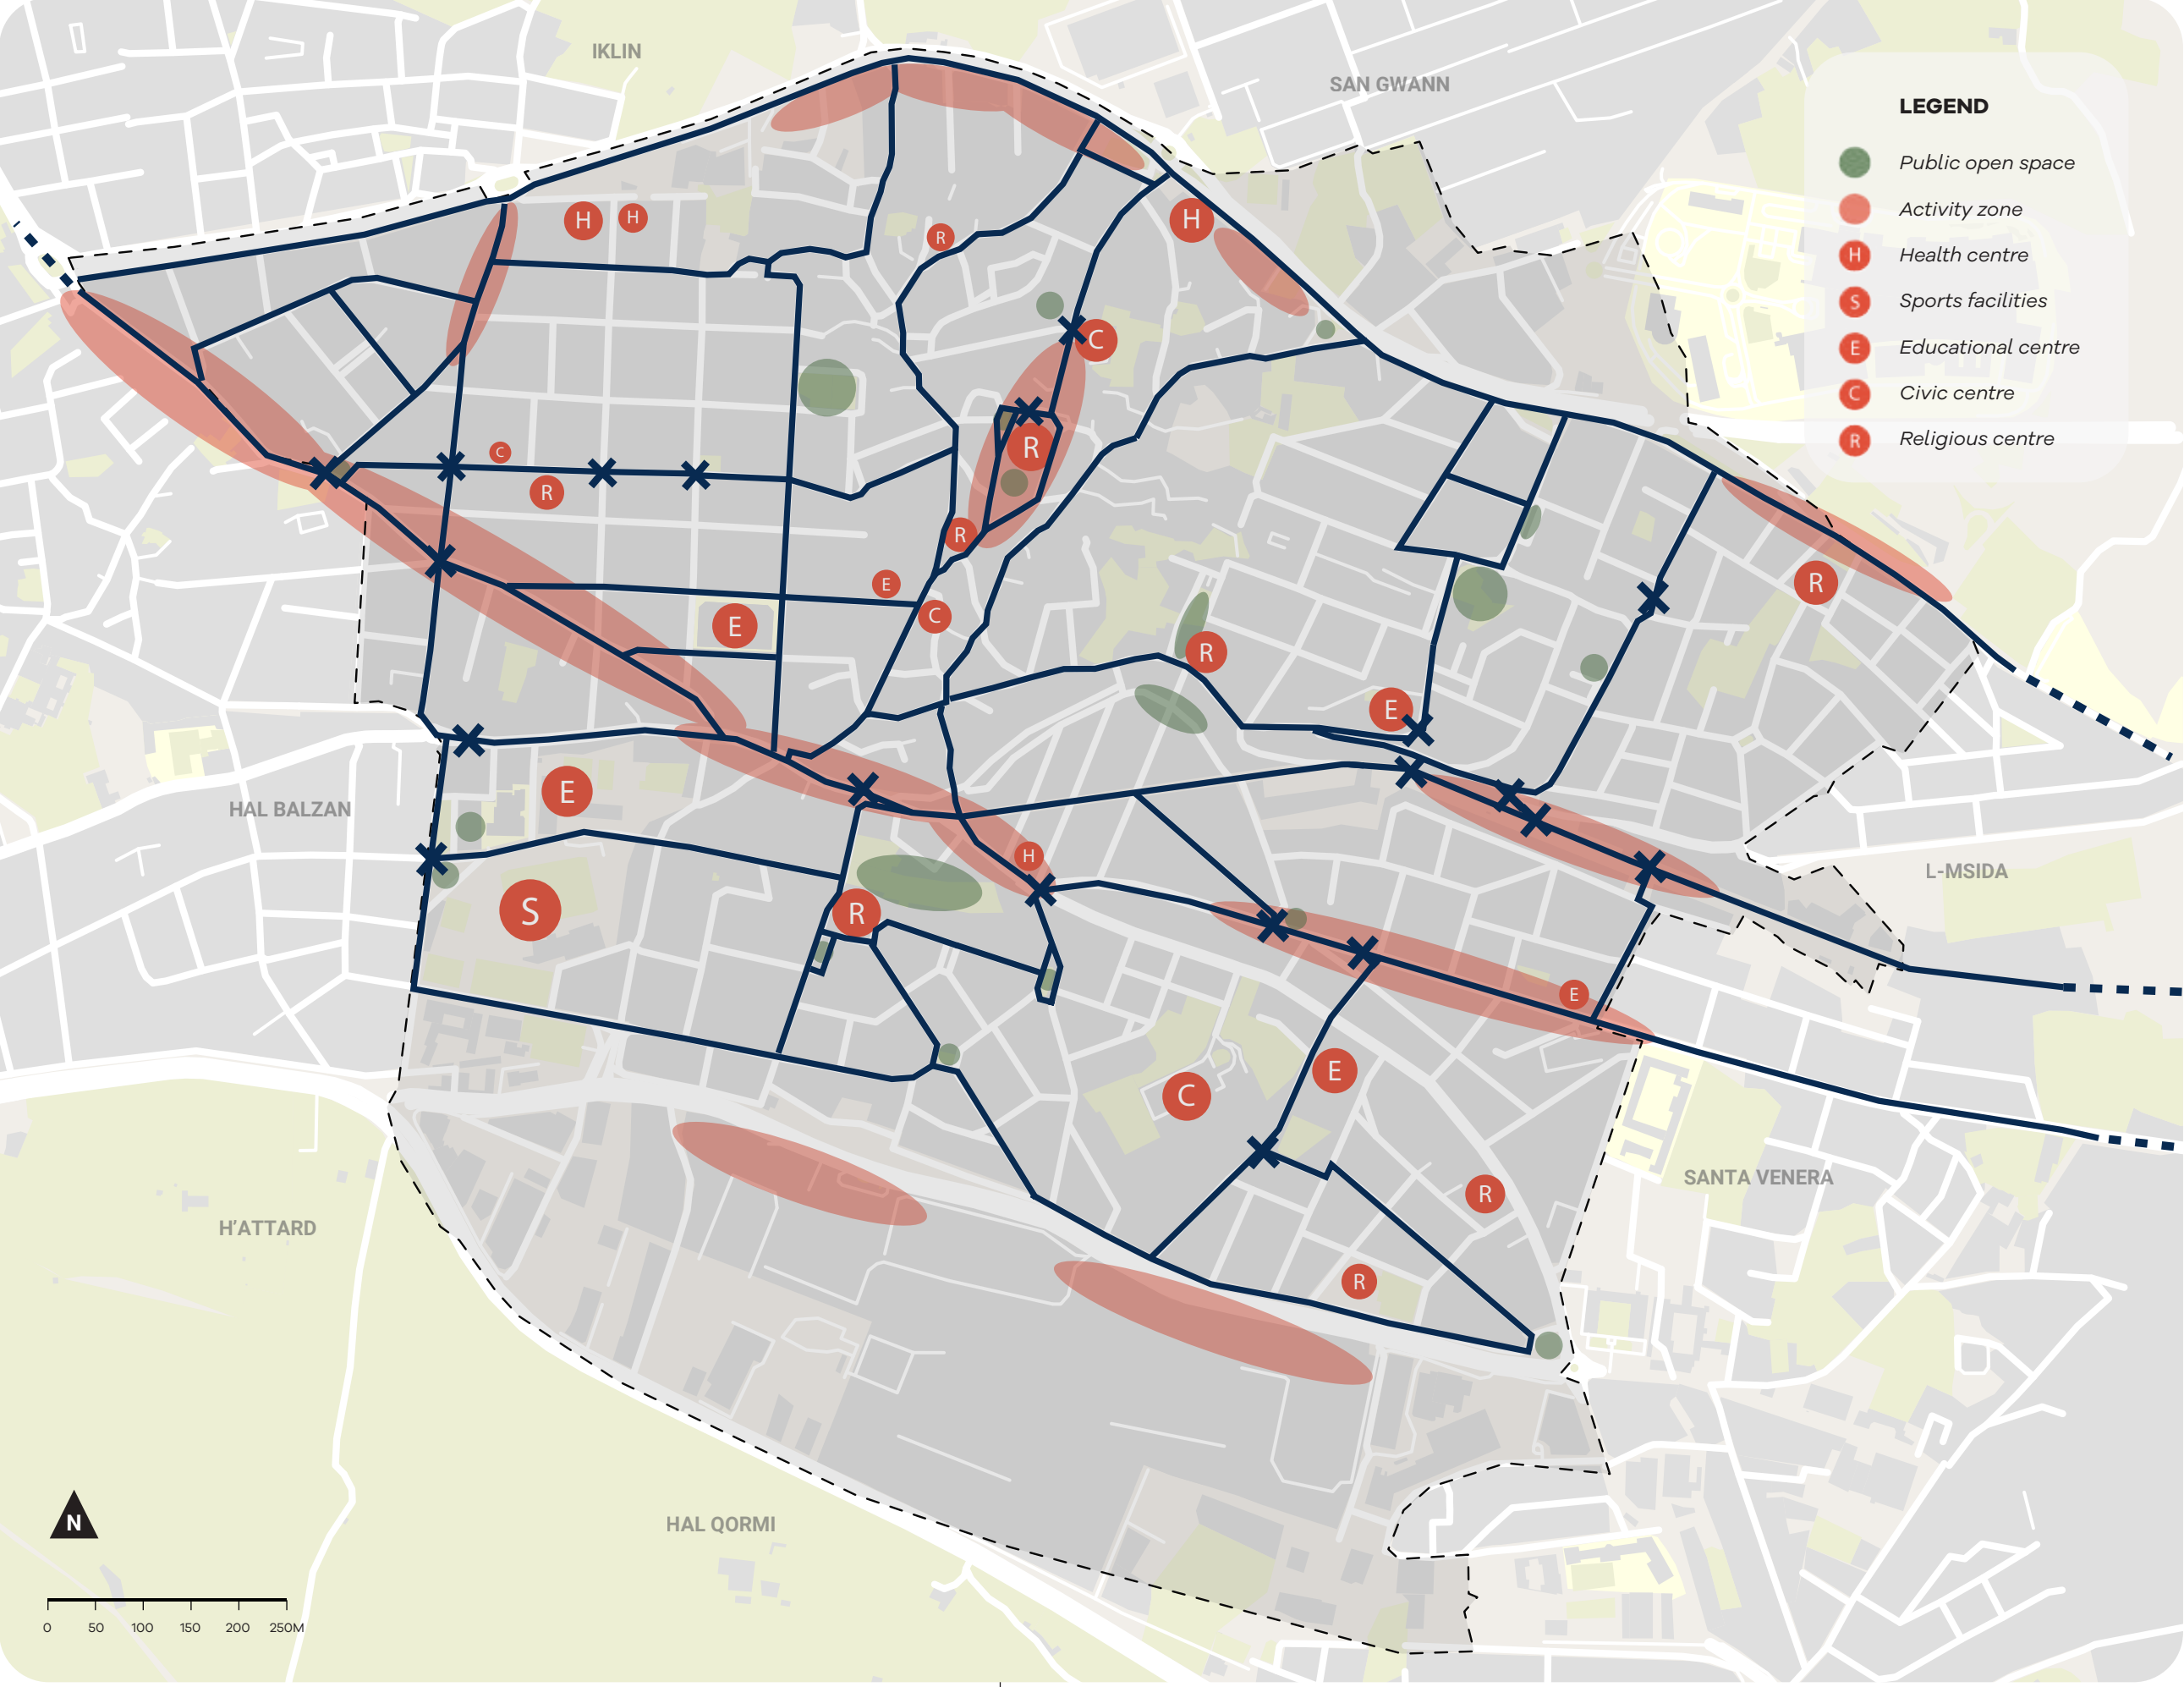 IKLIN
SAN GWANN
LEGEND
Public open space
Activity zone
H Health centre
S Sports facilities
E Educational centre
C Civic centre
R Religious centre
H
H
H
R
C
R
C
R
R
R
E
C
E
R
E
E
HAL BALZAN
H
L-MSIDA
S
R
E
E
C
SANTA VENERA
R
H'ATTARD
R
HAL QORMI
N
0 50 100 150 200 250M